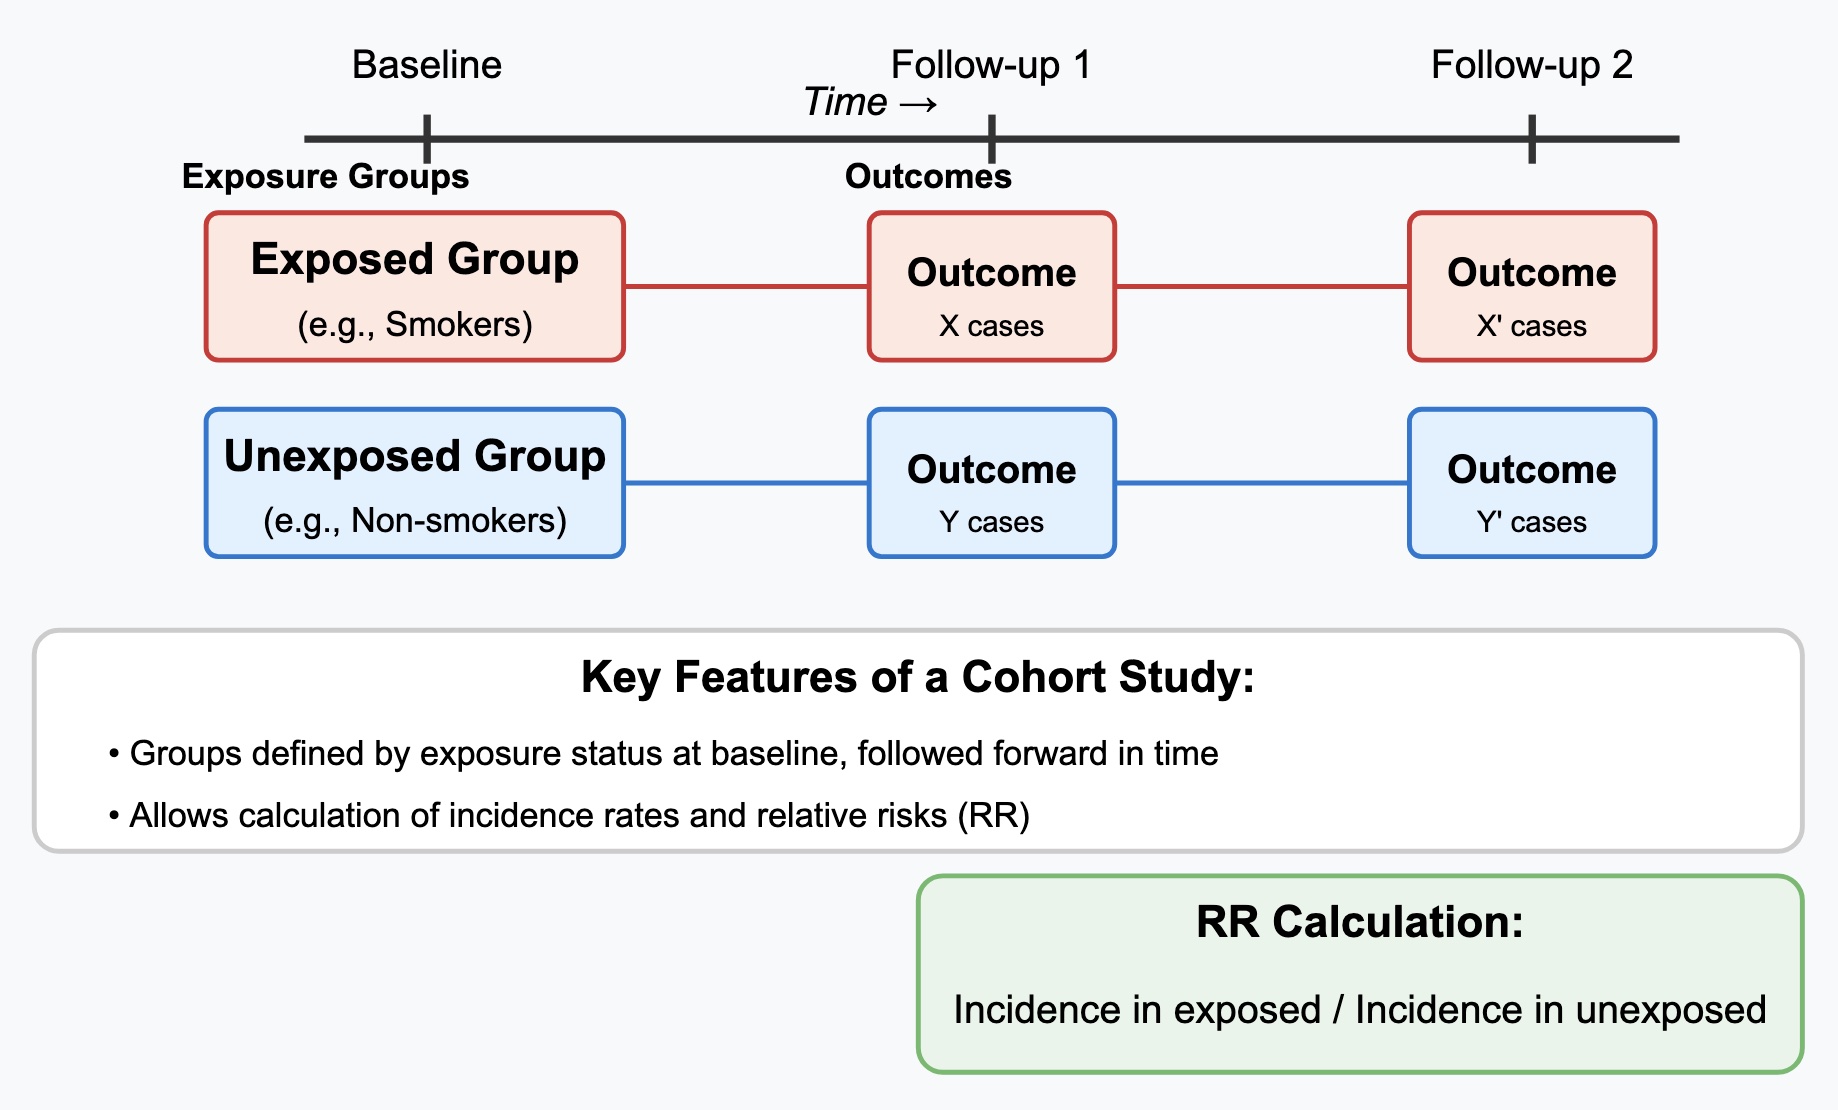 Baseline
Follow-up 1
Follow-up 2
Time →
Exposure Groups
Outcomes
Exposed Group
(e.g., Smokers)
Outcome
X cases
Outcome
X' cases
Unexposed Group
(e.g., Non-smokers)
Outcome
Y cases
Outcome
Y' cases
Key Features of a Cohort Study:
• Groups defined by exposure status at baseline, followed forward in time
• Allows calculation of incidence rates and relative risks (RR)
RR Calculation:
Incidence in exposed / Incidence in unexposed